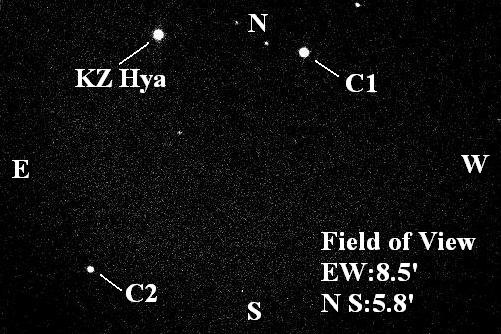 N
KZ Hya
C1
E
W
Field of View
EW:8.5'
N S:5.8'
C2
S